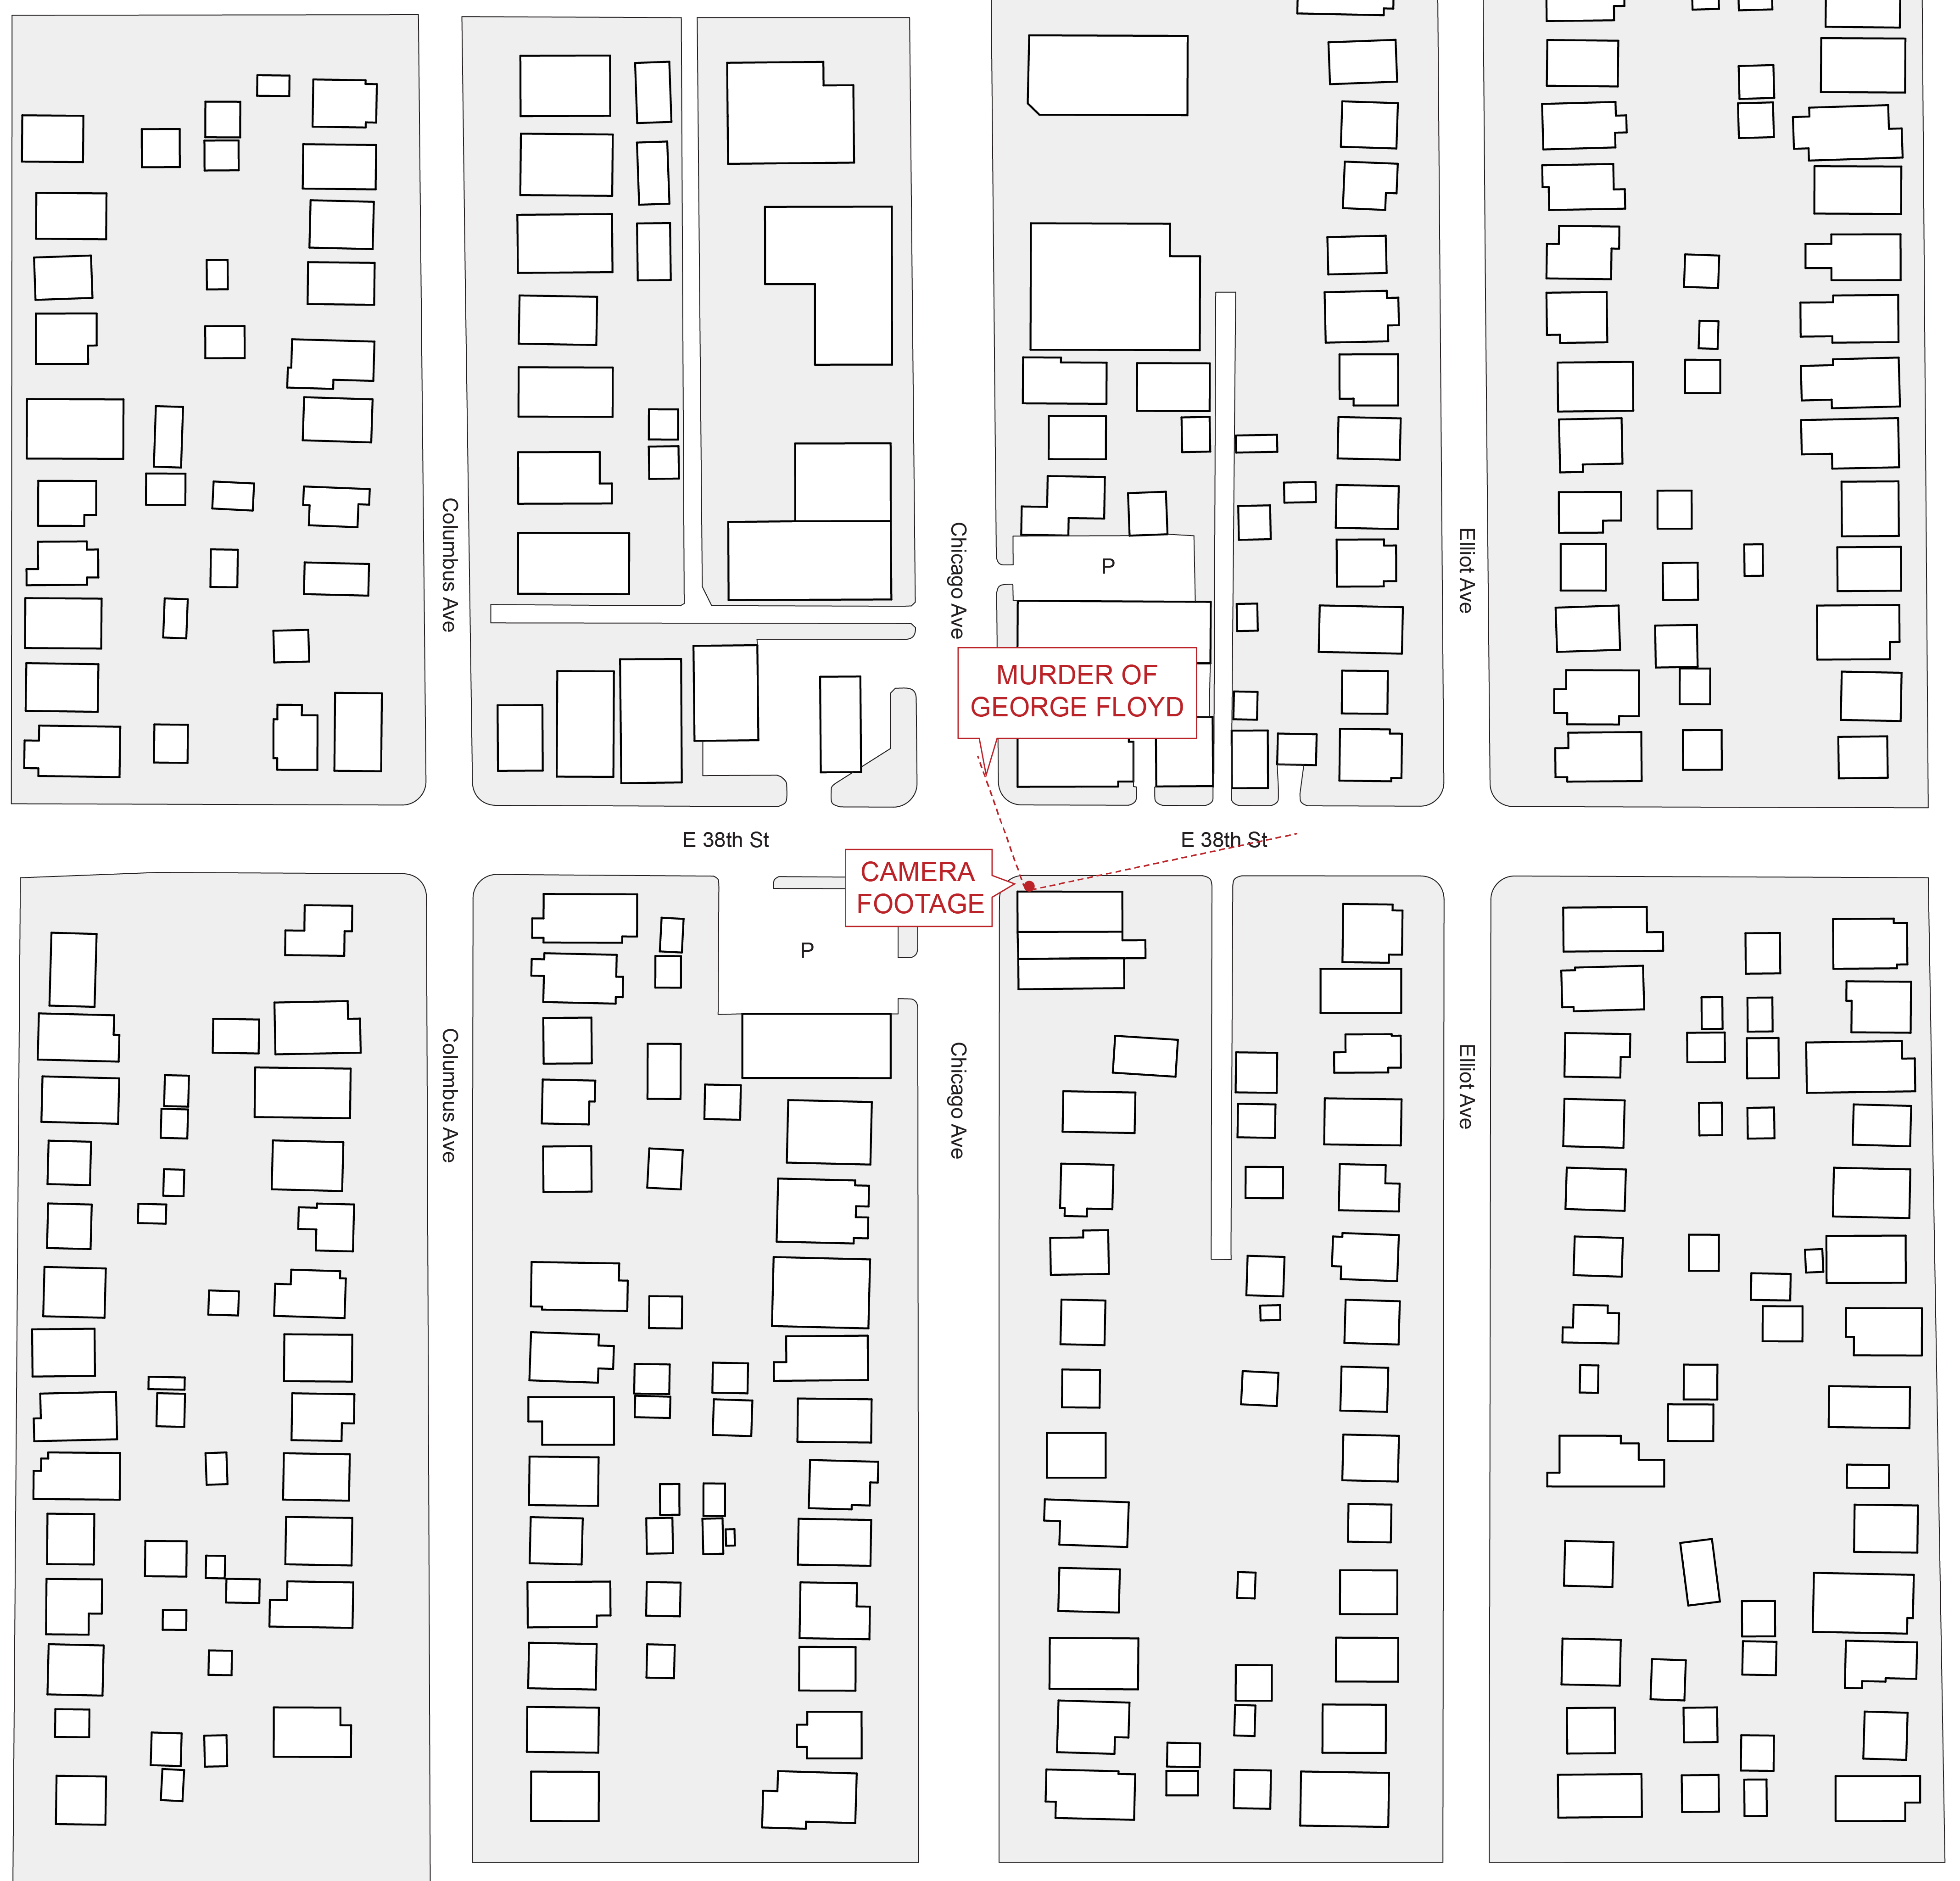 Columbus Ave
Chicago Ave
Elliot Ave
P
MURDER OF
GEORGE FLOYD
E 38th St
E 38th St
CAMERA
FOOTAGE
P
Columbus Ave
Chicago Ave
Elliot Ave